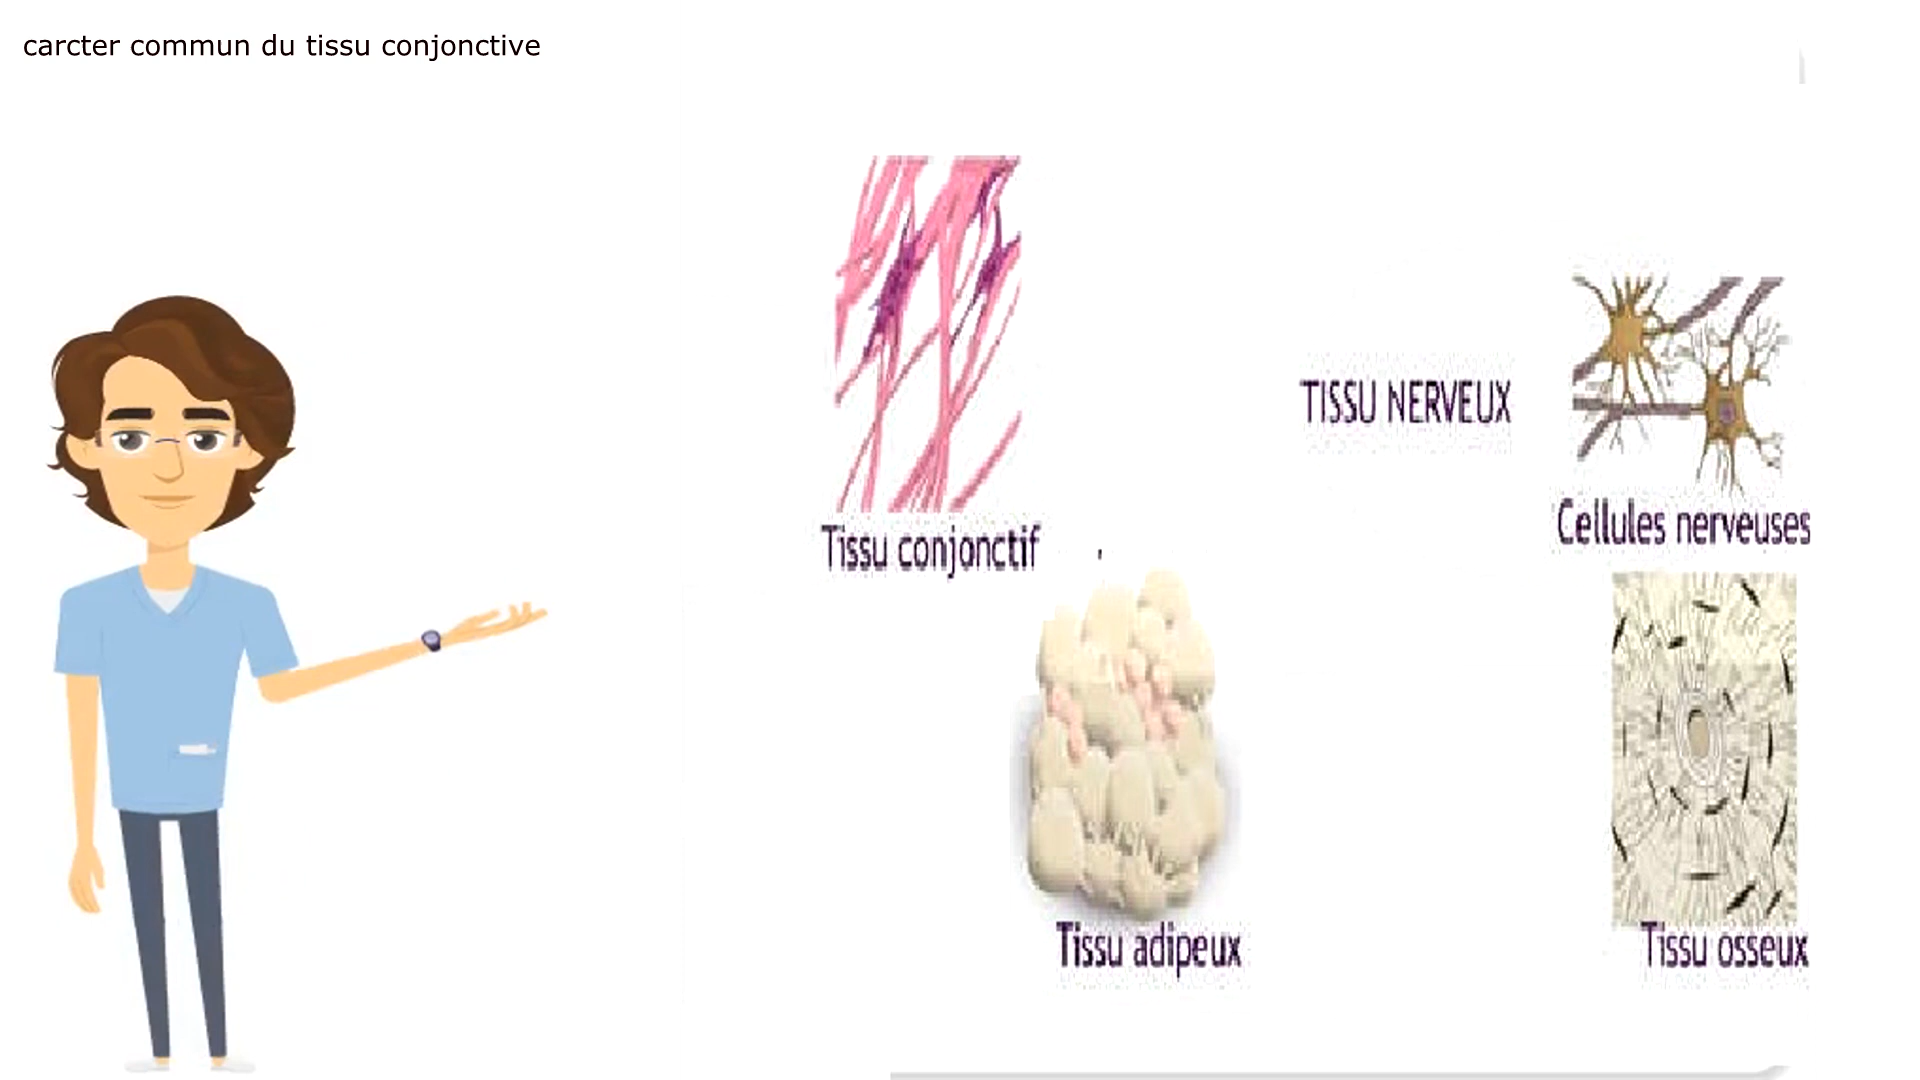 carcter commun du tissu conjonctive
TISSU NERVEUX
Cellules nerveuses
Tissu conjonctif
Tissu adipeux
Tissu osseux